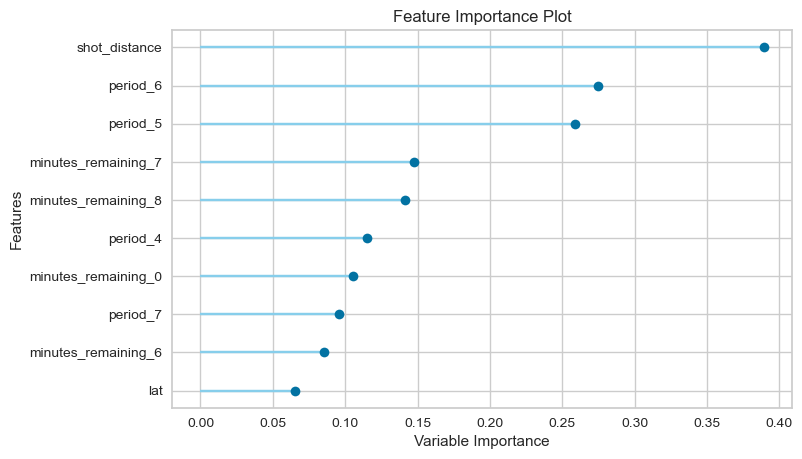 Feature Importance Plot
shot_distance
period_6
period_5
minutes_remaining_7
minutes_remaining_8
period_4
minutes_remaining_0
period_7
minutes_remaining_6
lat
Features
0.00 0.05 0.10 0.15 0.20 0.25 0.30 0.35 0.40
Variable Importance